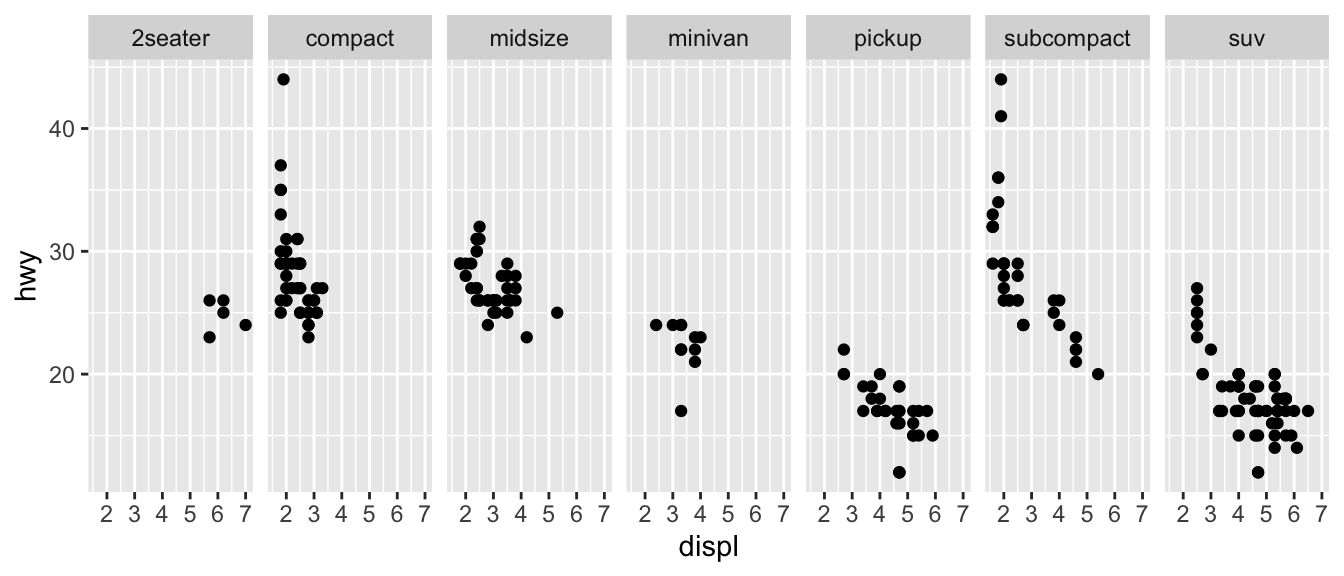 2seater compact midsize minivan pickup subcompact suv
hwy
40
30
20
2 3 4 5 6 7 2 3 4 5 6 7 2 3 4 5 6 7 2 3 4 5 6 7 2 3 4 5 6 7 2 3 4 5 6 7 2 3 4 5 6 7
displ